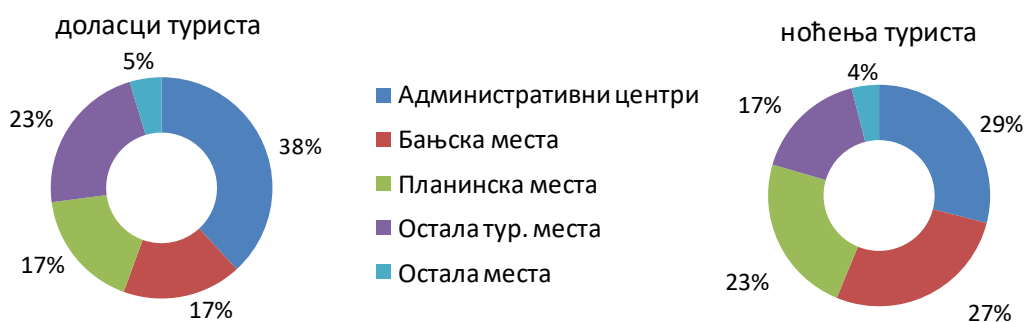 доласци туриста
5%
23%
38%
17%
17%
Административни центри
Бањска места
Планинска места
Остала тур. места
Остала места
ноћења туриста
4%
17%
29%
23%
27%